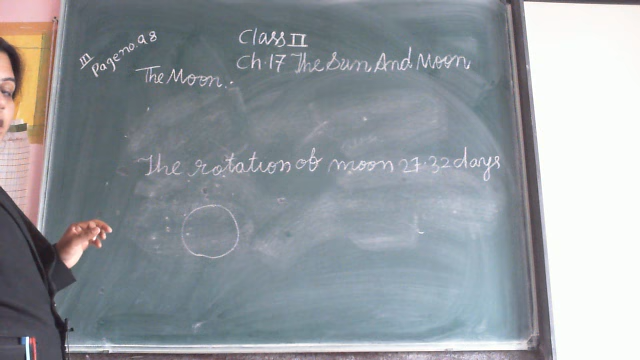 III
Page no. 98
Class II
Ch.17 The Sun And Moon
The Moon.
The rotation of moon 27.32 days